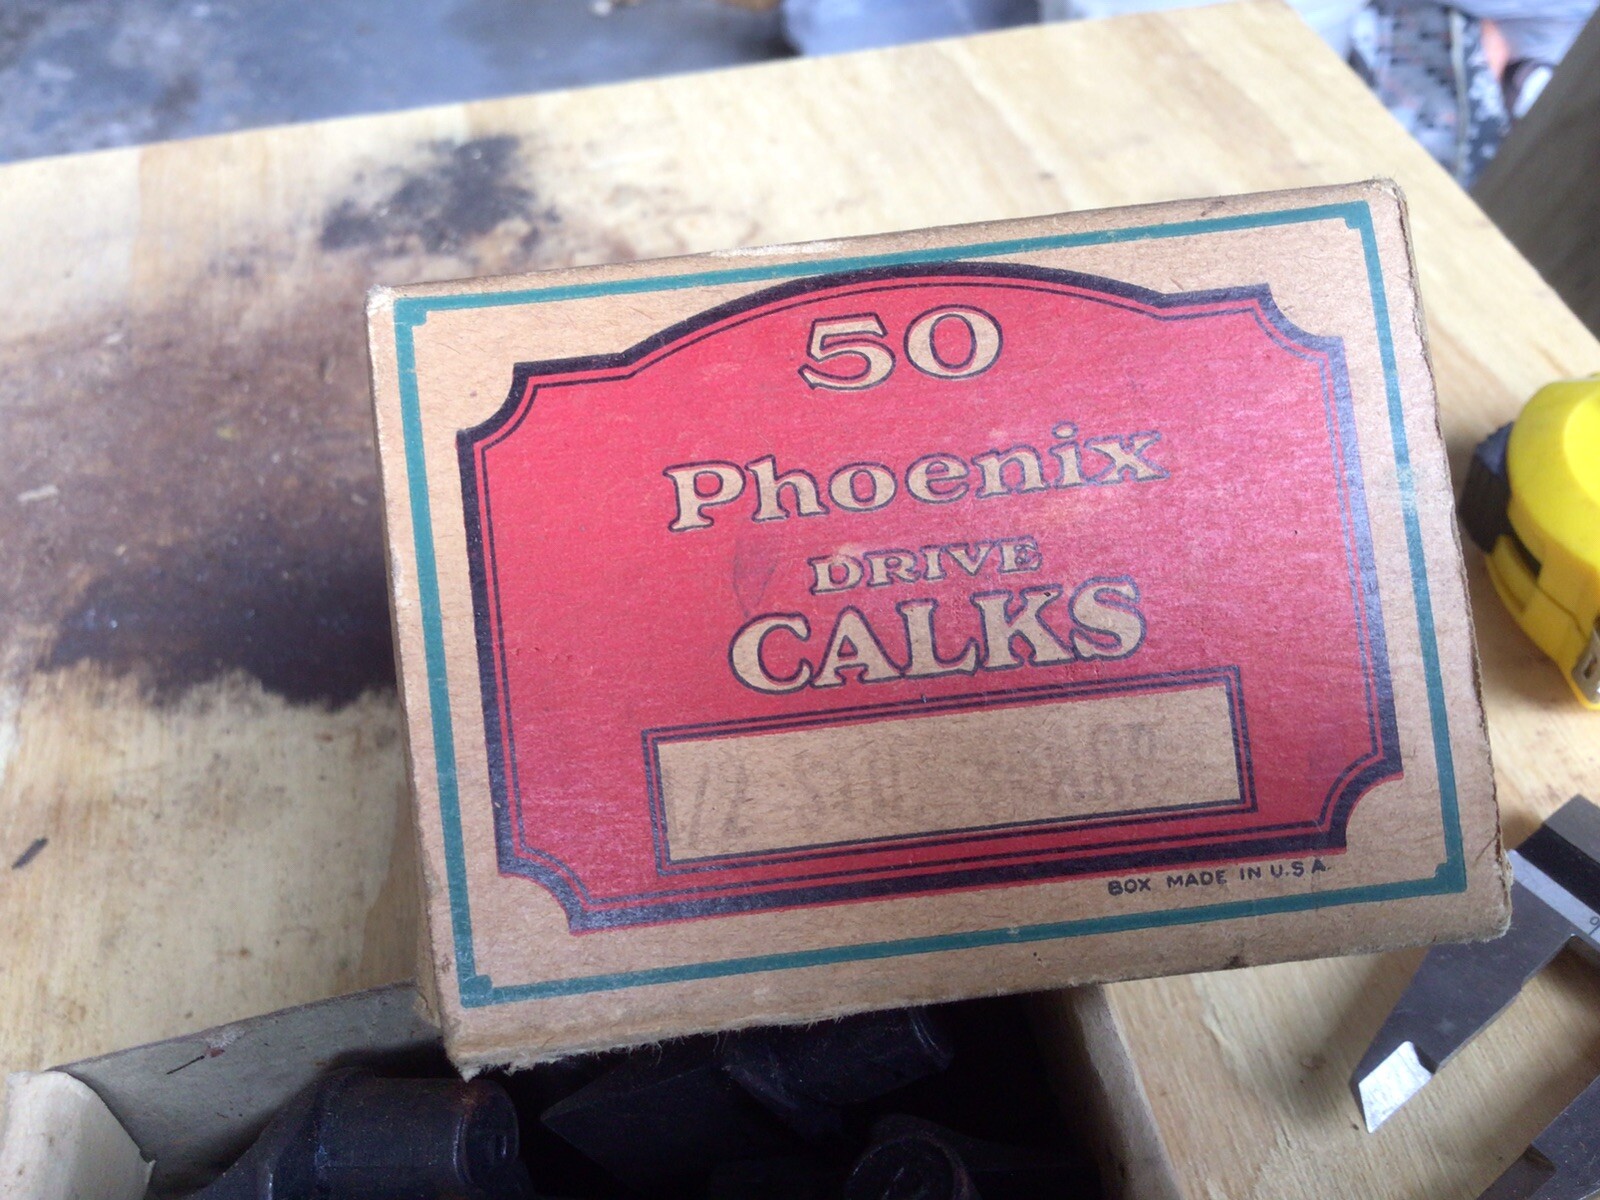 50
Phoenix
DRIVE
CALKS
BOX MADE IN U.S.A.